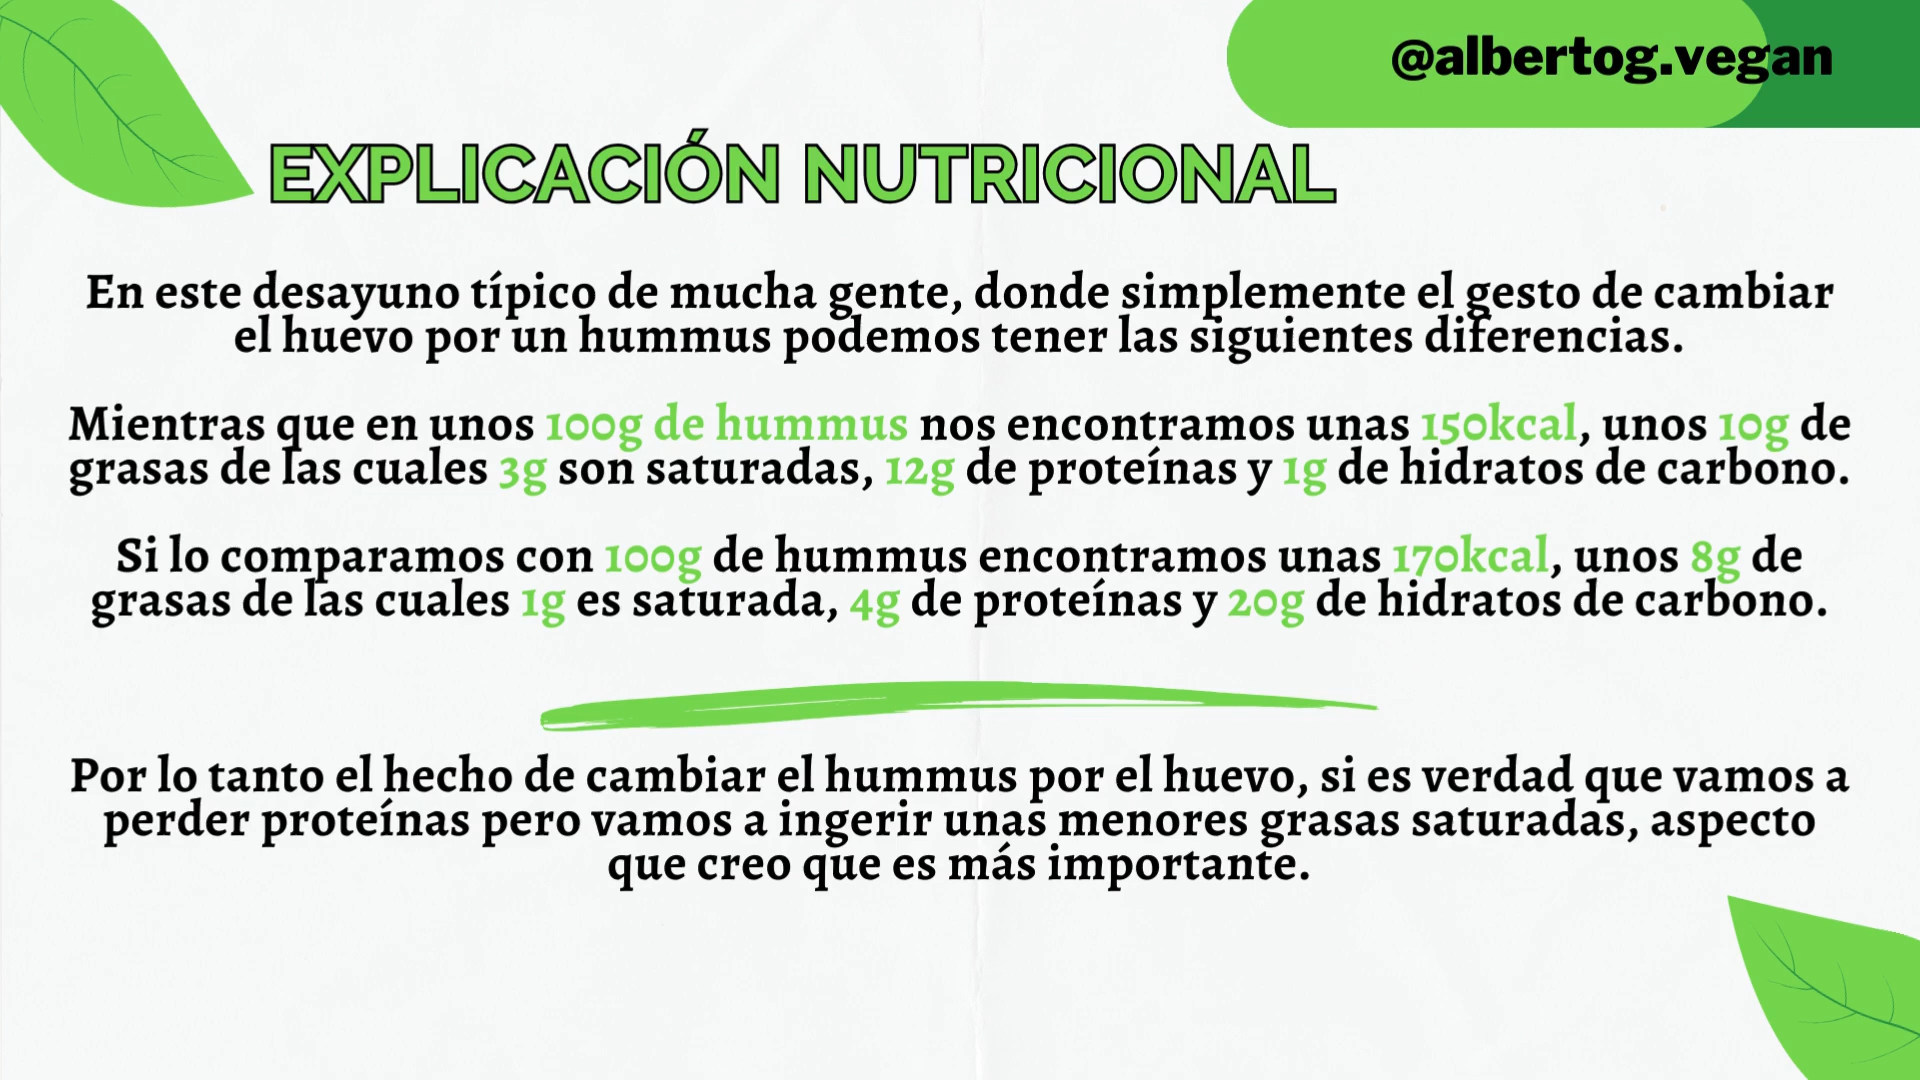 @albertog.vegan
EXPLICACIÓN NUTRICIONAL
En este desayuno típico de mucha gente, donde simplemente el gesto de cambiar
el huevo por un hummus podemos tener las siguientes diferencias.
Mientras que en unos 100g de hummus nos encontramos unas 150kcal, unos 10g de
grasas de las cuales 3g son saturadas, 12g de proteínas y 1g de hidratos de carbono.
Si lo comparamos con 100g de hummus encontramos unas 170kcal, unos 8g de
grasas de las cuales 1g es saturada, 4g de proteínas y 20g de hidratos de carbono.
Por lo tanto el hecho de cambiar el hummus por el huevo, si es verdad que vamos a
perder proteínas pero vamos a ingerir unas menores grasas saturadas, aspecto
que creo que es más importante.